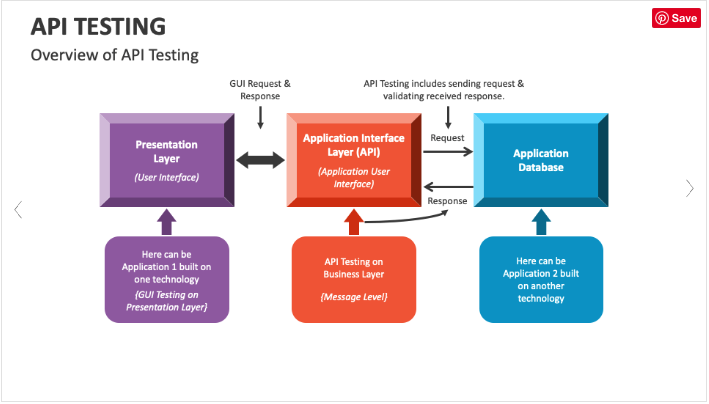 API TESTING
Save
Overview of API Testing
GUI Request &
Response
API Testing includes sending request &
validating received response.
Presentation
Layer
(User Interface)
Application Interface
Layer (API)
(Application User
Interface)
Request
Response
Application
Database
Here can be
Application 1 built on
one technology
{GUI Testing on
Presentation Layer}
API Testing on
Business Layer
{Message Level}
Here can be
Application 2 built
on another
technology